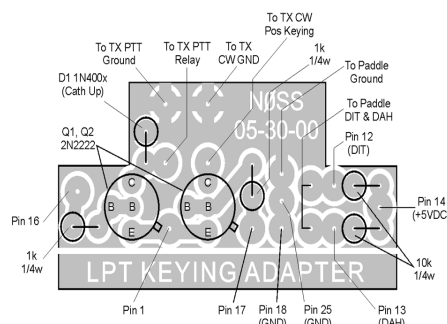 To TX CW
Pos Keying
To TX PTT
Ground
To TX PTT
Relay
To TX
CW GND
1k
1/4w
To Paddle
Ground
D1 1N400x
(Cath Up)
NØSS
05-30-00
To Paddle
DIT & DAH
Q1, Q2
2N2222
Pin 12
(DIT)
C
B B
E
C
B B
E
Pin 16
Pin 14
(+5VDC
1k
1/4w
LPT KEYING ADAPTER
10k
1/4w
Pin 1
Pin 17
Pin 18
(GND)
Pin 25
(GND)
Pin 13
(DAH)